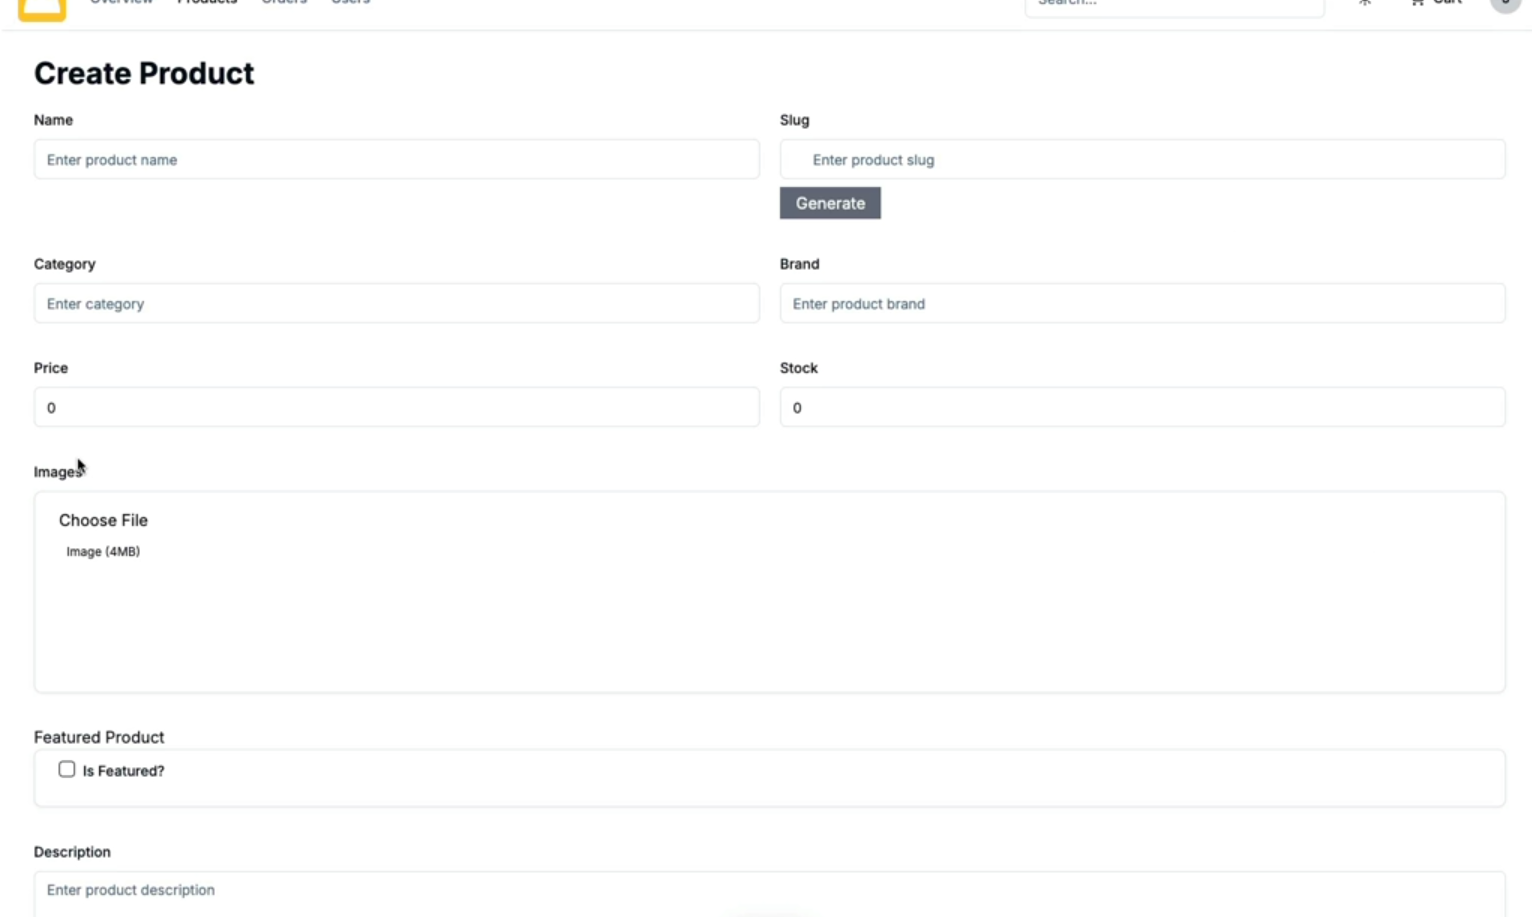 Overview Products Orders Users Search... Cart
Create Product
Name Slug
Enter product name Enter product slug
Generate
Category Brand
Enter category Enter product brand
Price Stock
0 0
Images
Choose File
Image (4MB)
Featured Product
Is Featured?
Description
Enter product description